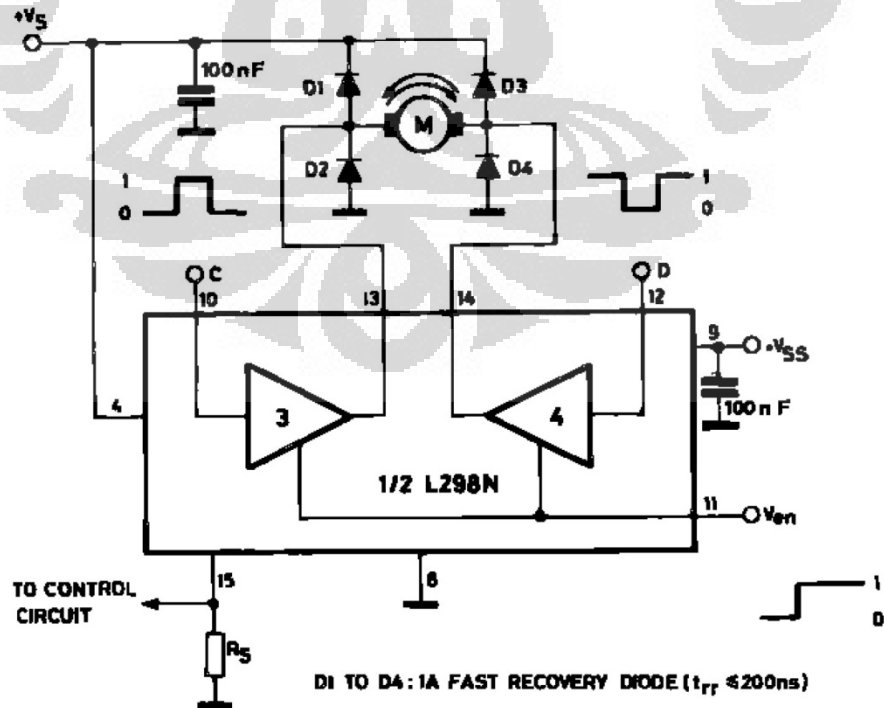 +VS
100nF
D1
D3
M
D2
D4
1
0
1
0
C
D
10
13
14
12
9
+VSS
4
3
4
100nF
1/2 L298N
11
Ven
15
8
TO CONTROL
CIRCUIT
RS
1
0
D1 TO D4: 1A FAST RECOVERY DIODE (trr ≤200ns)